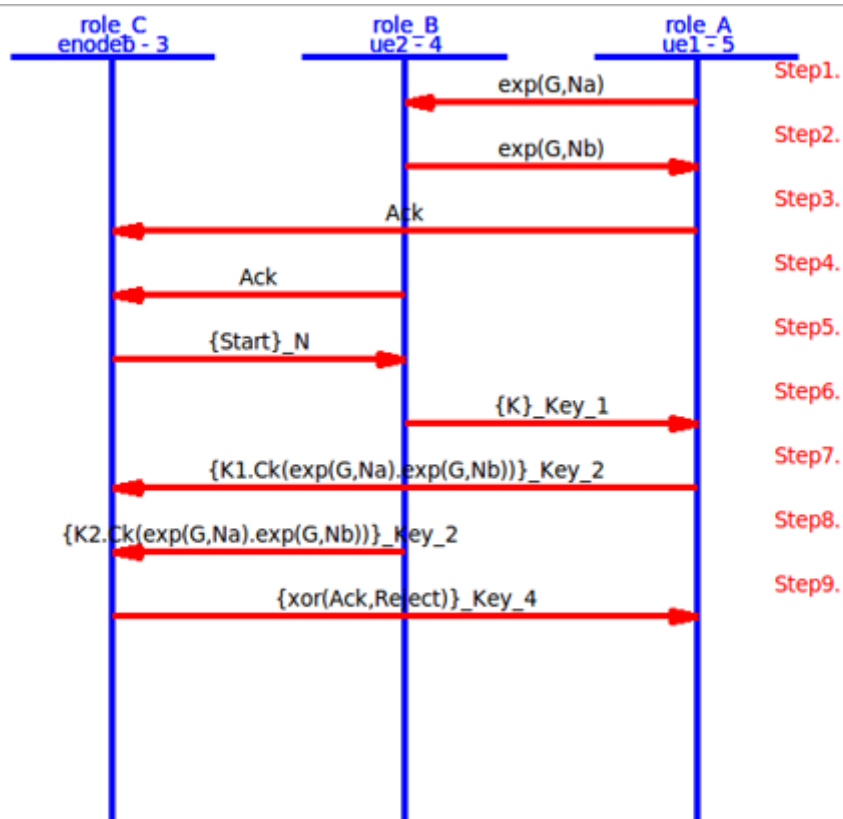 role_C
enodeb - 3
role_B
ue2 - 4
role_A
ue1 - 5
Step1.
exp(G,Na)
Step2.
exp(G,Nb)
Step3.
Ack
Step4.
Ack
Step5.
{Start}_N
Step6.
{K}_Key_1
Step7.
{K1.Ck(exp(G,Na).exp(G,Nb))}_Key_2
Step8.
{K2.Ck(exp(G,Na).exp(G,Nb))}_Key_2
Step9.
{xor(Ack,Reject)}_Key_4